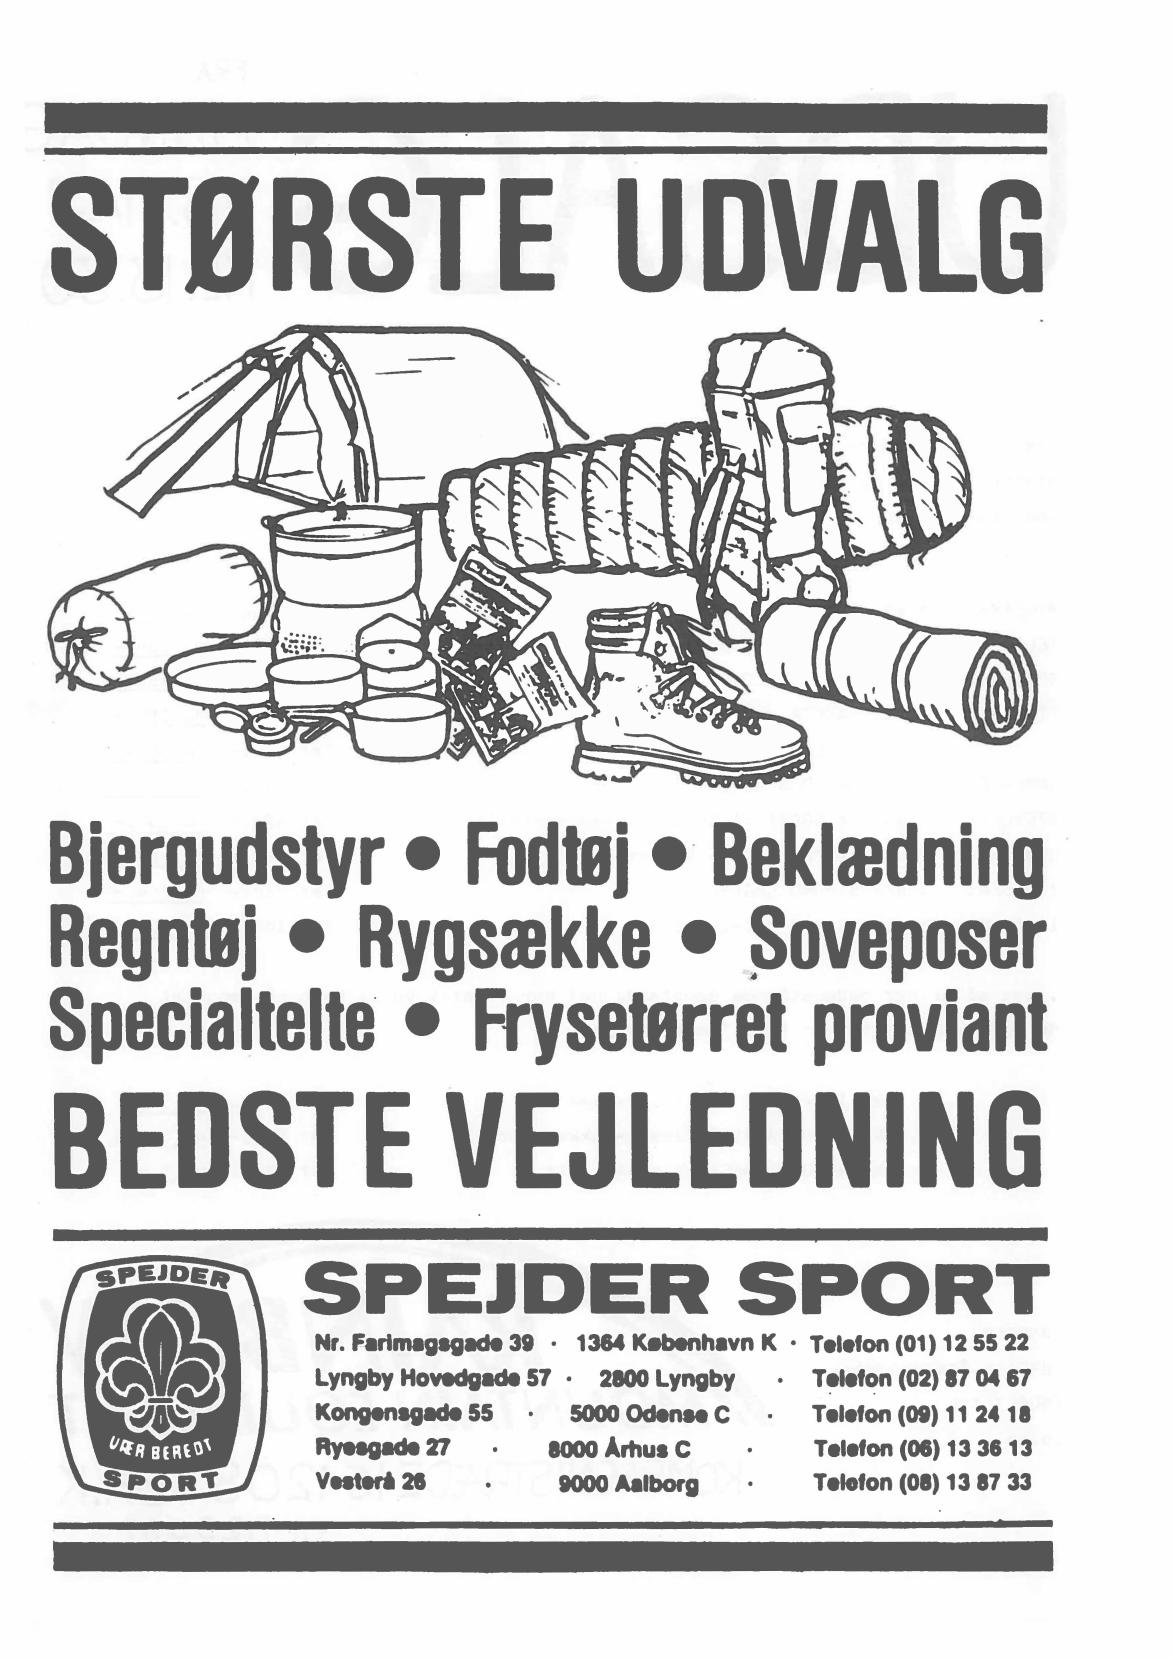 STØRSTE UDVALG
Bjergudstyr • Fodtøj • Beklædning
Regntøj • Rygsække • Soveposer
Specialtelte • Frysetørret proviant
BEDSTE VEJLEDNING
SPEJDER
VÆR BEREDT
SPORT
SPEJDER SPORT
Nr. Farimagsgade 39 · 1364 København K · Telefon (01) 12 55 22
Lyngby Hovedgade 57 · 2800 Lyngby · Telefon (02) 87 04 67
Kongensgade 55 · 5000 Odense C · Telefon (09) 11 24 18
Ryesgade 27 · 8000 Århus C · Telefon (06) 13 36 13
Vesterå 26 · 9000 Aalborg · Telefon (08) 13 87 33